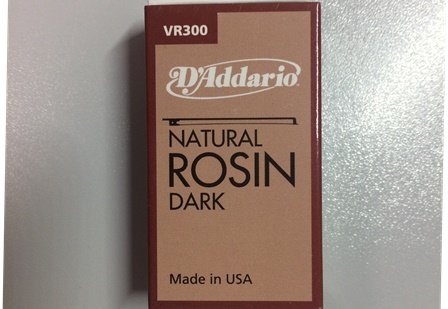 VR300
D'Addario
NATURAL
ROSIN
DARK
Made in USA